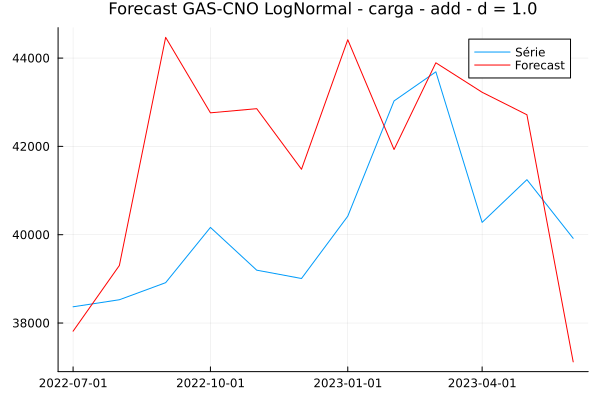 Forecast GAS-CNO LogNormal - carga - add - d = 1.0
Série
Forecast
44000
42000
40000
38000
2022-07-01 2022-10-01 2023-01-01 2023-04-01